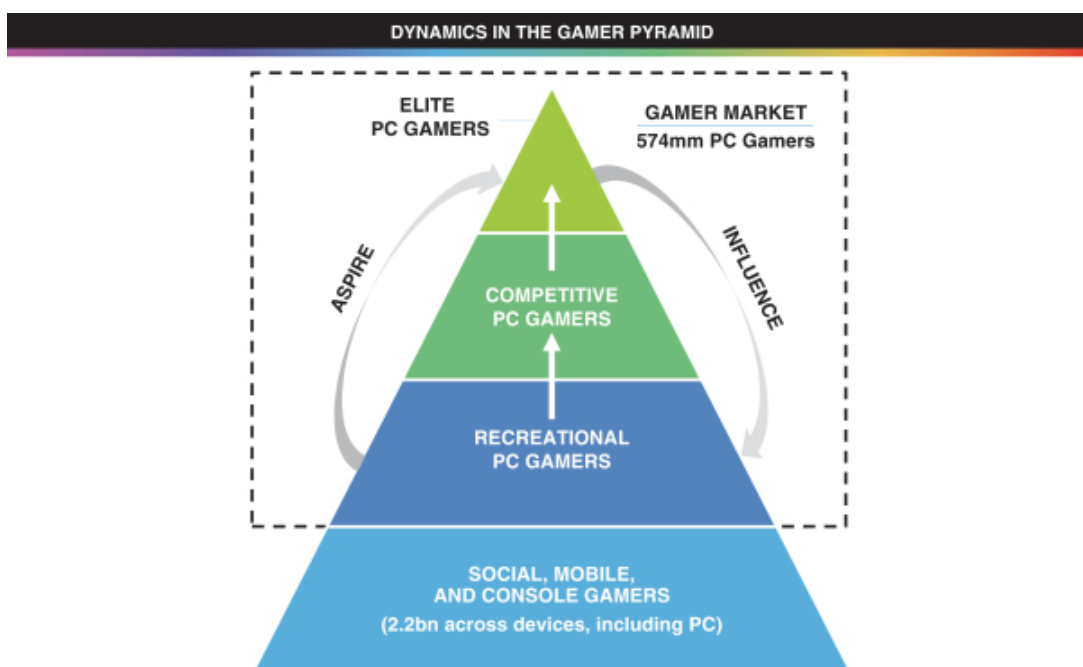 DYNAMICS IN THE GAMER PYRAMID
ELITE
PC GAMERS
GAMER MARKET
574mm PC Gamers
ASPIRE
INFLUENCE
COMPETITIVE
PC GAMERS
RECREATIONAL
PC GAMERS
SOCIAL, MOBILE,
AND CONSOLE GAMERS
(2.2bn across devices, including PC)